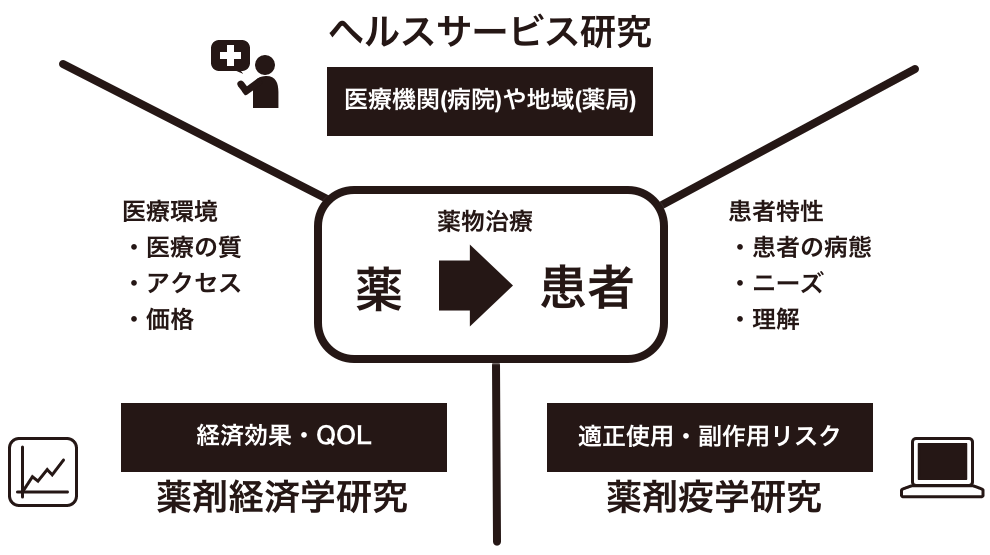 ヘルスサービス研究
医療機関(病院)や地域(薬局)
医療環境
・医療の質
・アクセス
・価格
薬物治療
薬
患者
患者特性
・患者の病態
・ニーズ
・理解
経済効果・QOL
薬剤経済学研究
適正使用・副作用リスク
薬剤疫学研究